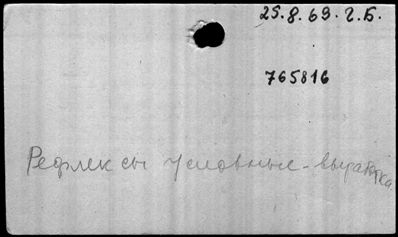 25.8.69.г.Б.
765816
Рефлексы условные - выработка